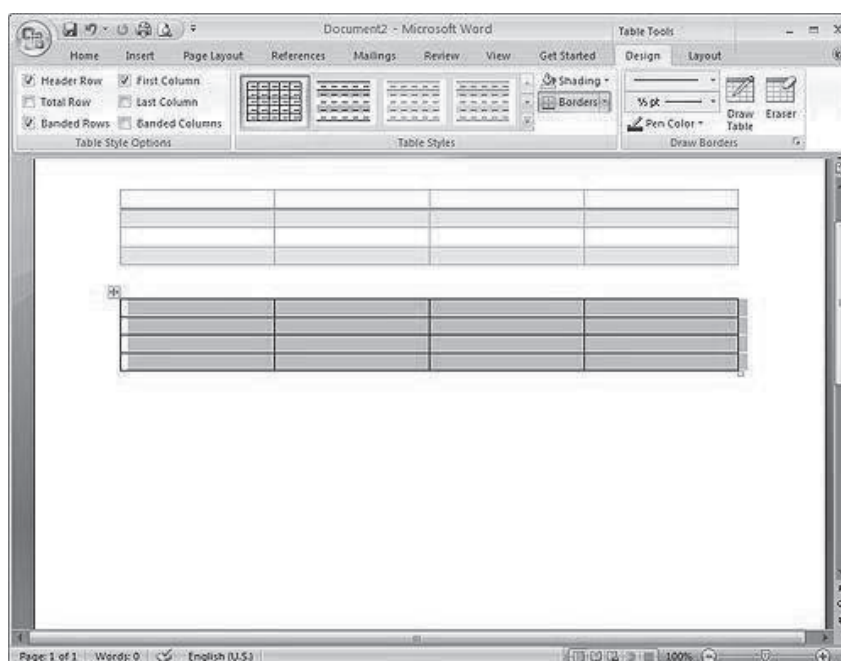 Document2 - Microsoft Word Table Tools
Home Insert Page Layout References Mailings Review View Get Started Design Layout
Header Row First Column Shading
Total Row Last Column Borders ½ pt
Banded Rows Banded Columns Pen Color Draw Table Eraser
Table Style Options Table Styles Draw Borders
Page: 1 of 1 Words: 0 English (U.S.) 100%